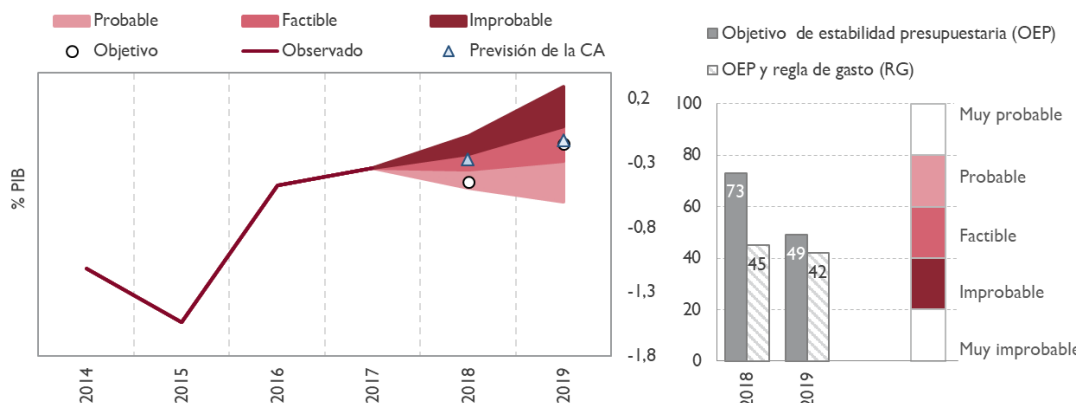 Probable Factible Improbable
Objetivo Observado Previsión de la CA
% PIB
0,2
-0,3
-0,8
-1,3
-1,8
2014 2015 2016 2017 2018 2019
Objetivo de estabilidad presupuestaria (OEP)
OEP y regla de gasto (RG)
100
80
60
40
20
0
73
45
49
42
2018 2019
Muy probable
Probable
Factible
Improbable
Muy improbable